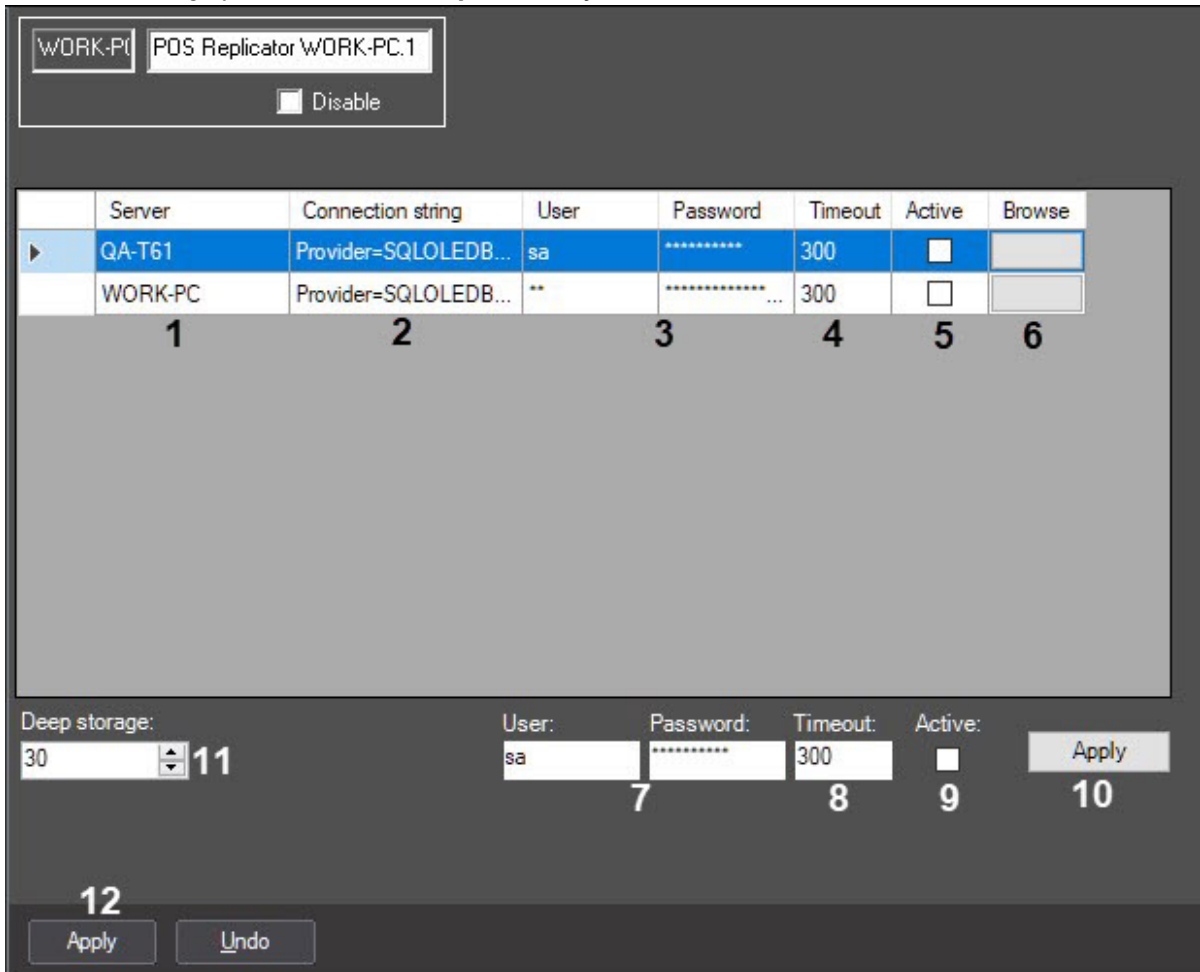 WORK-P( POS Replicator WORK-PC.1
Disable
Server Connection string User Password Timeout Active Browse
QA-T61 Provider=SQLOLEDB... sa ********** 300
WORK-PC Provider=SQLOLEDB... ** *************... 300
1 2 3 4 5 6
Deep storage: User: Password: Timeout: Active:
30 11 sa ********** 300 Apply
7 8 9 10
12
Apply Undo